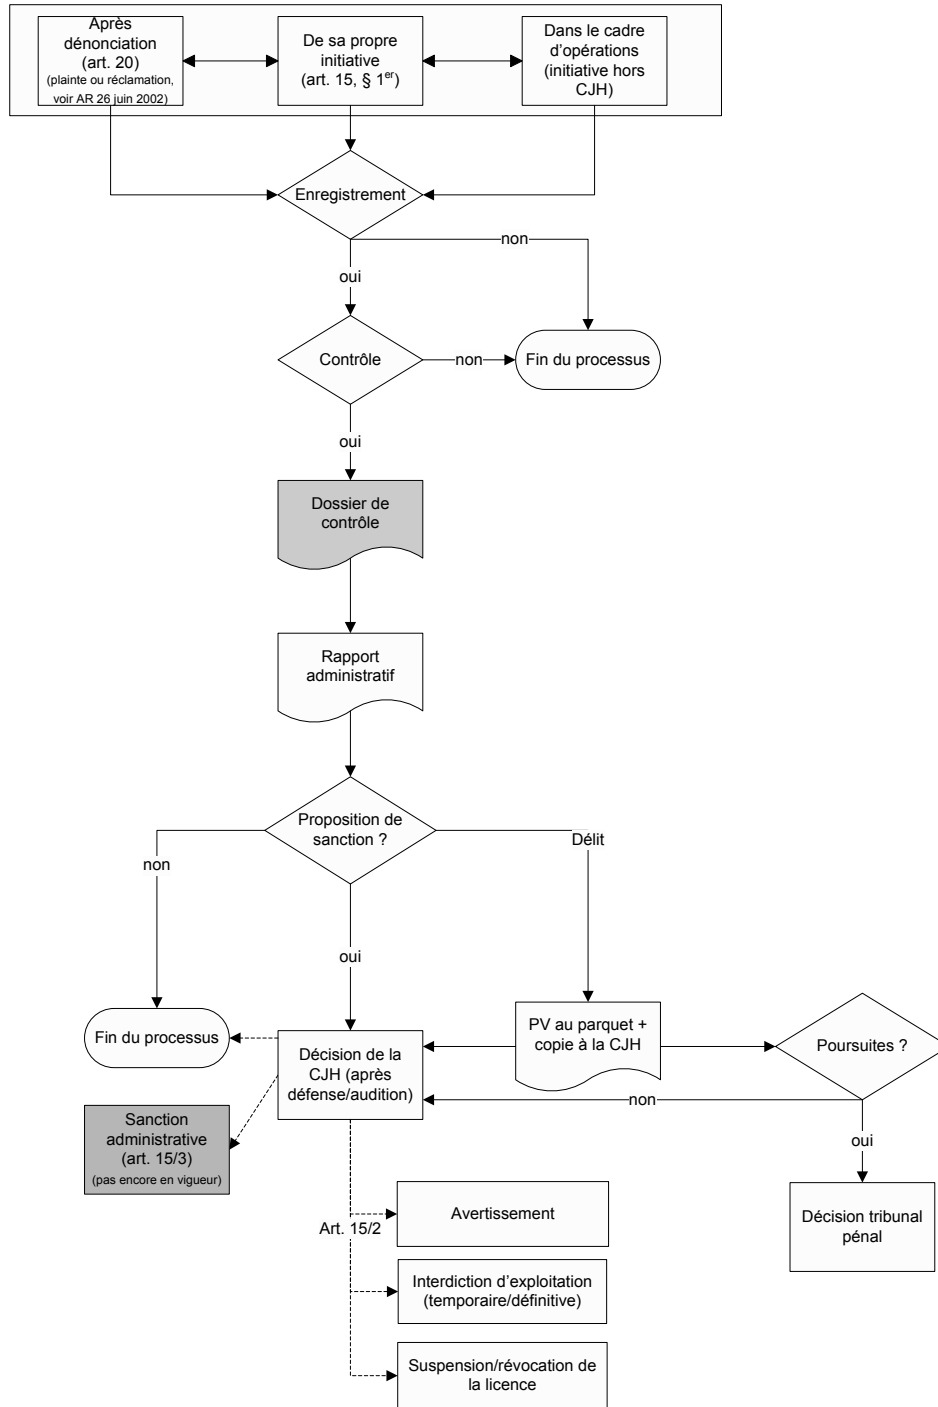 Après
dénonciation
(art. 20)
(plainte ou réclamation,
voir AR 26 juin 2002)
De sa propre
initiative
(art. 15, § 1er)
Dans le cadre
d'opérations
(initiative hors
CJH)
Enregistrement
non
oui
Contrôle
non
Fin du processus
oui
Dossier de
contrôle
Rapport
administratif
Proposition de
sanction ?
non
Délit
oui
Fin du processus
Décision de la
CJH (après
défense/audition)
PV au parquet +
copie à la CJH
Poursuites ?
non
oui
Sanction
administrative
(art. 15/3)
(pas encore en vigueur)
Art. 15/2
Avertissement
Interdiction d'exploitation
(temporaire/définitive)
Suspension/révocation de
la licence
Décision tribunal
pénal